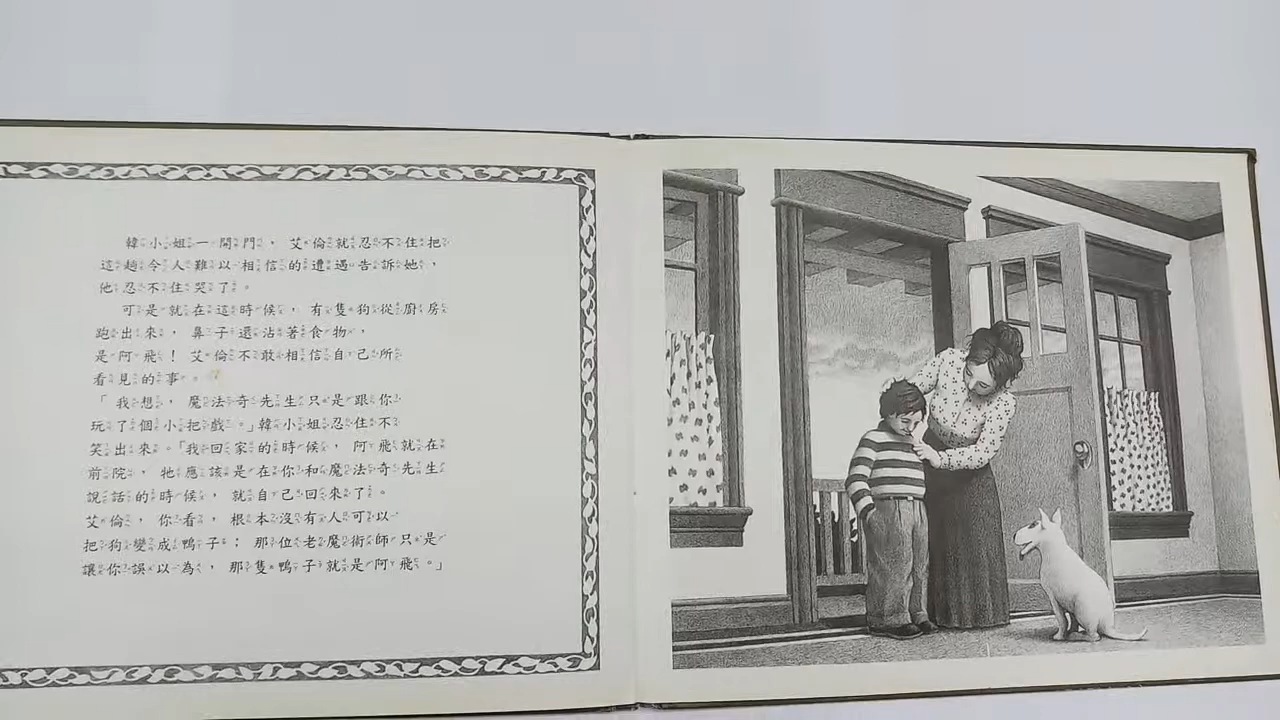 韓小姐一開門，艾倫就忍不住把
這趟令人難以相信的遭遇告訴她，
他忍不住哭了。
可是就在這時候，有隻狗從廚房
跑出來，鼻子還沾著食物，
是阿飛！艾倫不敢相信自己所
看見的事。
「我想，魔法奇先生只是跟你
玩了個小把戲。」韓小姐忍住不
笑出來。「我回家的時候，阿飛就在
前院，牠應該是在你和魔法奇先生
說話的時候，就自己回來了。
艾倫，你看，根本沒有人可以
把狗變成鴨子；那位老魔術師只是
讓你誤以為，那隻鴨子就是阿飛。」